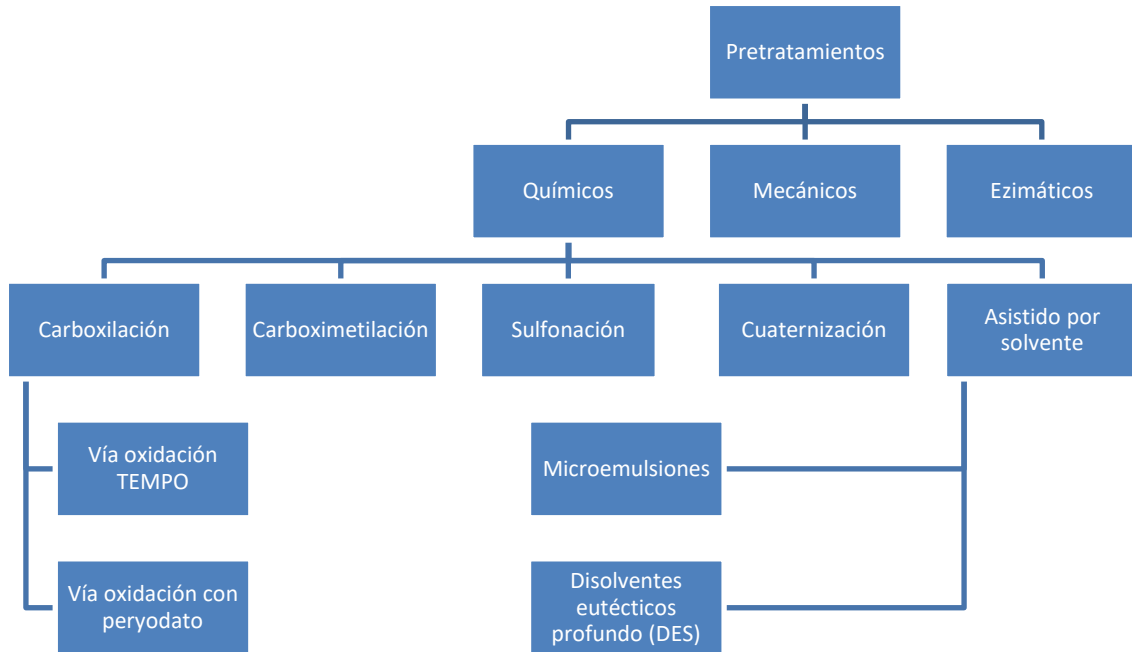 Pretratamientos
Químicos
Mecánicos
Ezimáticos
Carboxilación
Carboximetilación
Sulfonación
Cuaternización
Asistido por
solvente
Vía oxidación
TEMPO
Vía oxidación con
peryodato
Microemulsiones
Disolventes
eutécticos
profundo (DES)